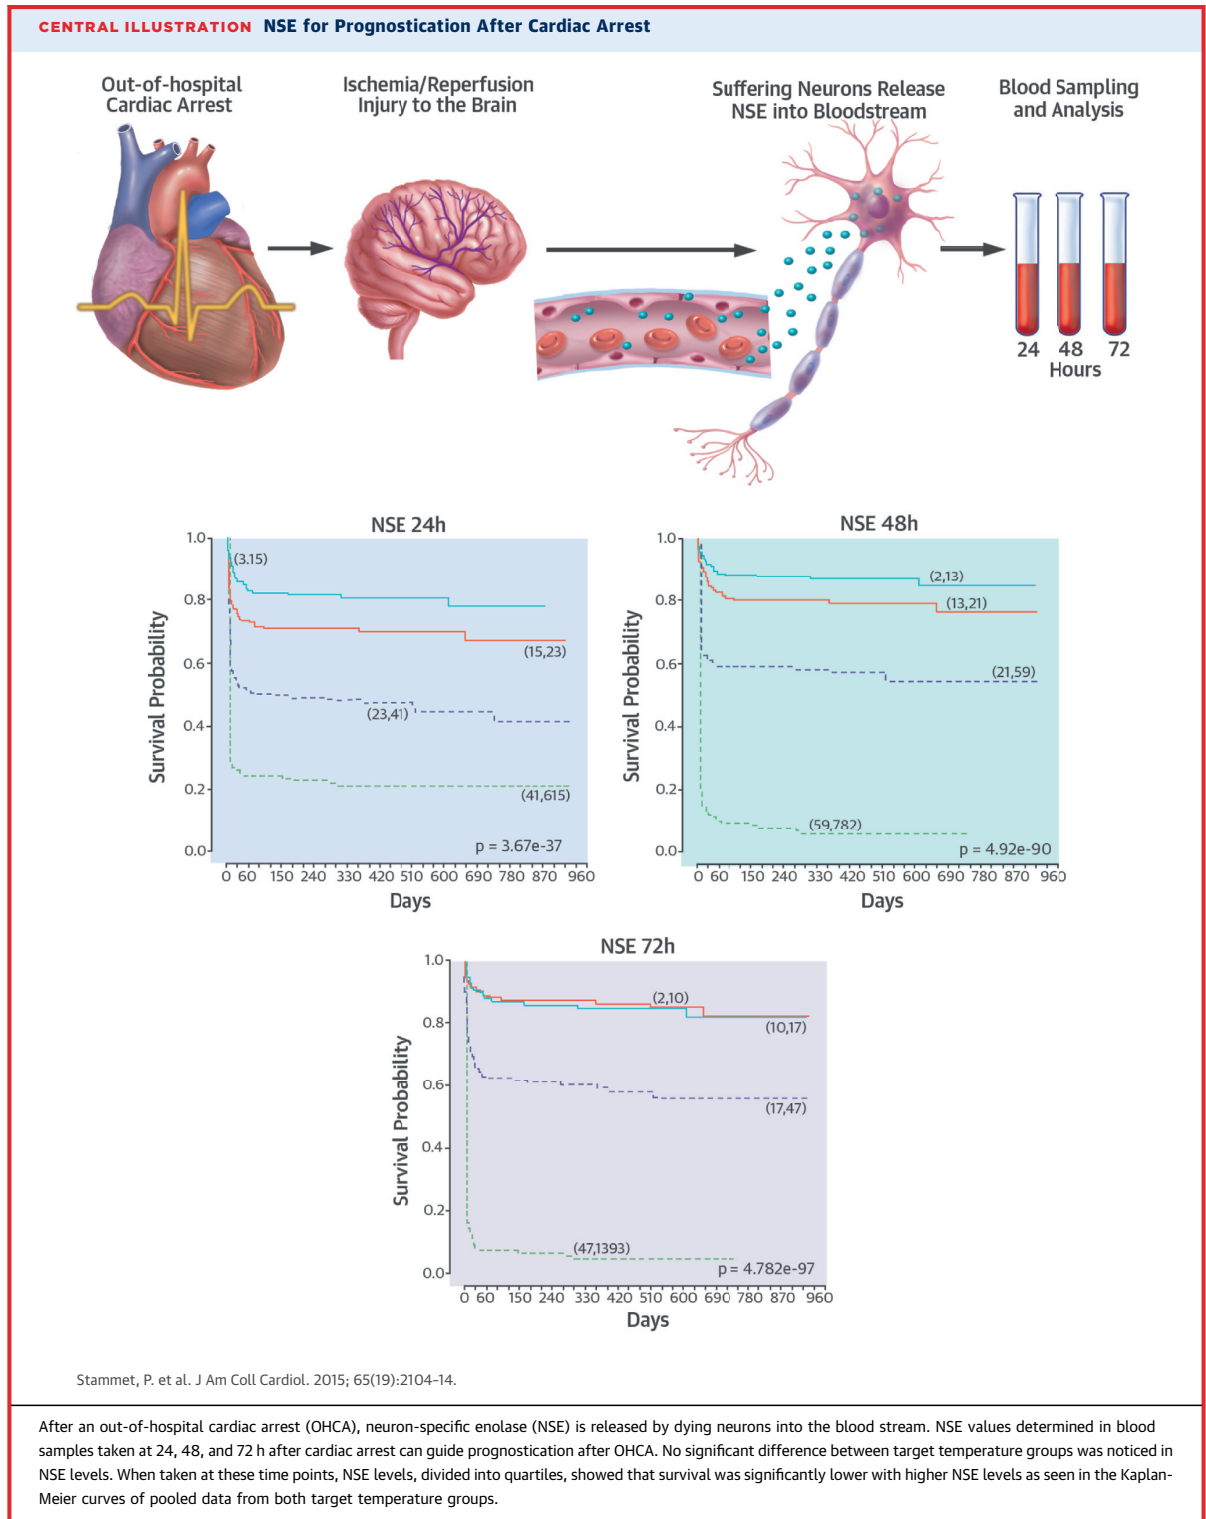 CENTRAL ILLUSTRATION NSE for Prognostication After Cardiac Arrest
Out-of-hospital
Cardiac Arrest
Ischemia/Reperfusion
Injury to the Brain
Suffering Neurons Release
NSE into Bloodstream
Blood Sampling
and Analysis
24 48 72
Hours
NSE 24h
1.0
0.8
0.6
0.4
0.2
0.0
Survival Probability
(3.15)
(15,23)
(23,41)
(41,615)
p = 3.67e-37
0 60 150 240 330 420 510 600 690 780 870 960
Days
NSE 48h
1.0
0.8
0.6
0.4
0.2
0.0
Survival Probability
(2,13)
(13,21)
(21,59)
(59,782)
p = 4.92e-90
0 60 150 240 330 420 510 600 690 780 870 960
Days
NSE 72h
1.0
0.8
0.6
0.4
0.2
0.0
Survival Probability
(2,10)
(10,17)
(17,47)
(47,1393)
p = 4.782e-97
0 60 150 240 330 420 510 600 690 780 870 960
Days
Stammet, P. et al. J Am Coll Cardiol. 2015; 65(19):2104–14.
After an out-of-hospital cardiac arrest (OHCA), neuron-specific enolase (NSE) is released by dying neurons into the blood stream. NSE values determined in blood
samples taken at 24, 48, and 72 h after cardiac arrest can guide prognostication after OHCA. No significant difference between target temperature groups was noticed in
NSE levels. When taken at these time points, NSE levels, divided into quartiles, showed that survival was significantly lower with higher NSE levels as seen in the Kaplan-
Meier curves of pooled data from both target temperature groups.